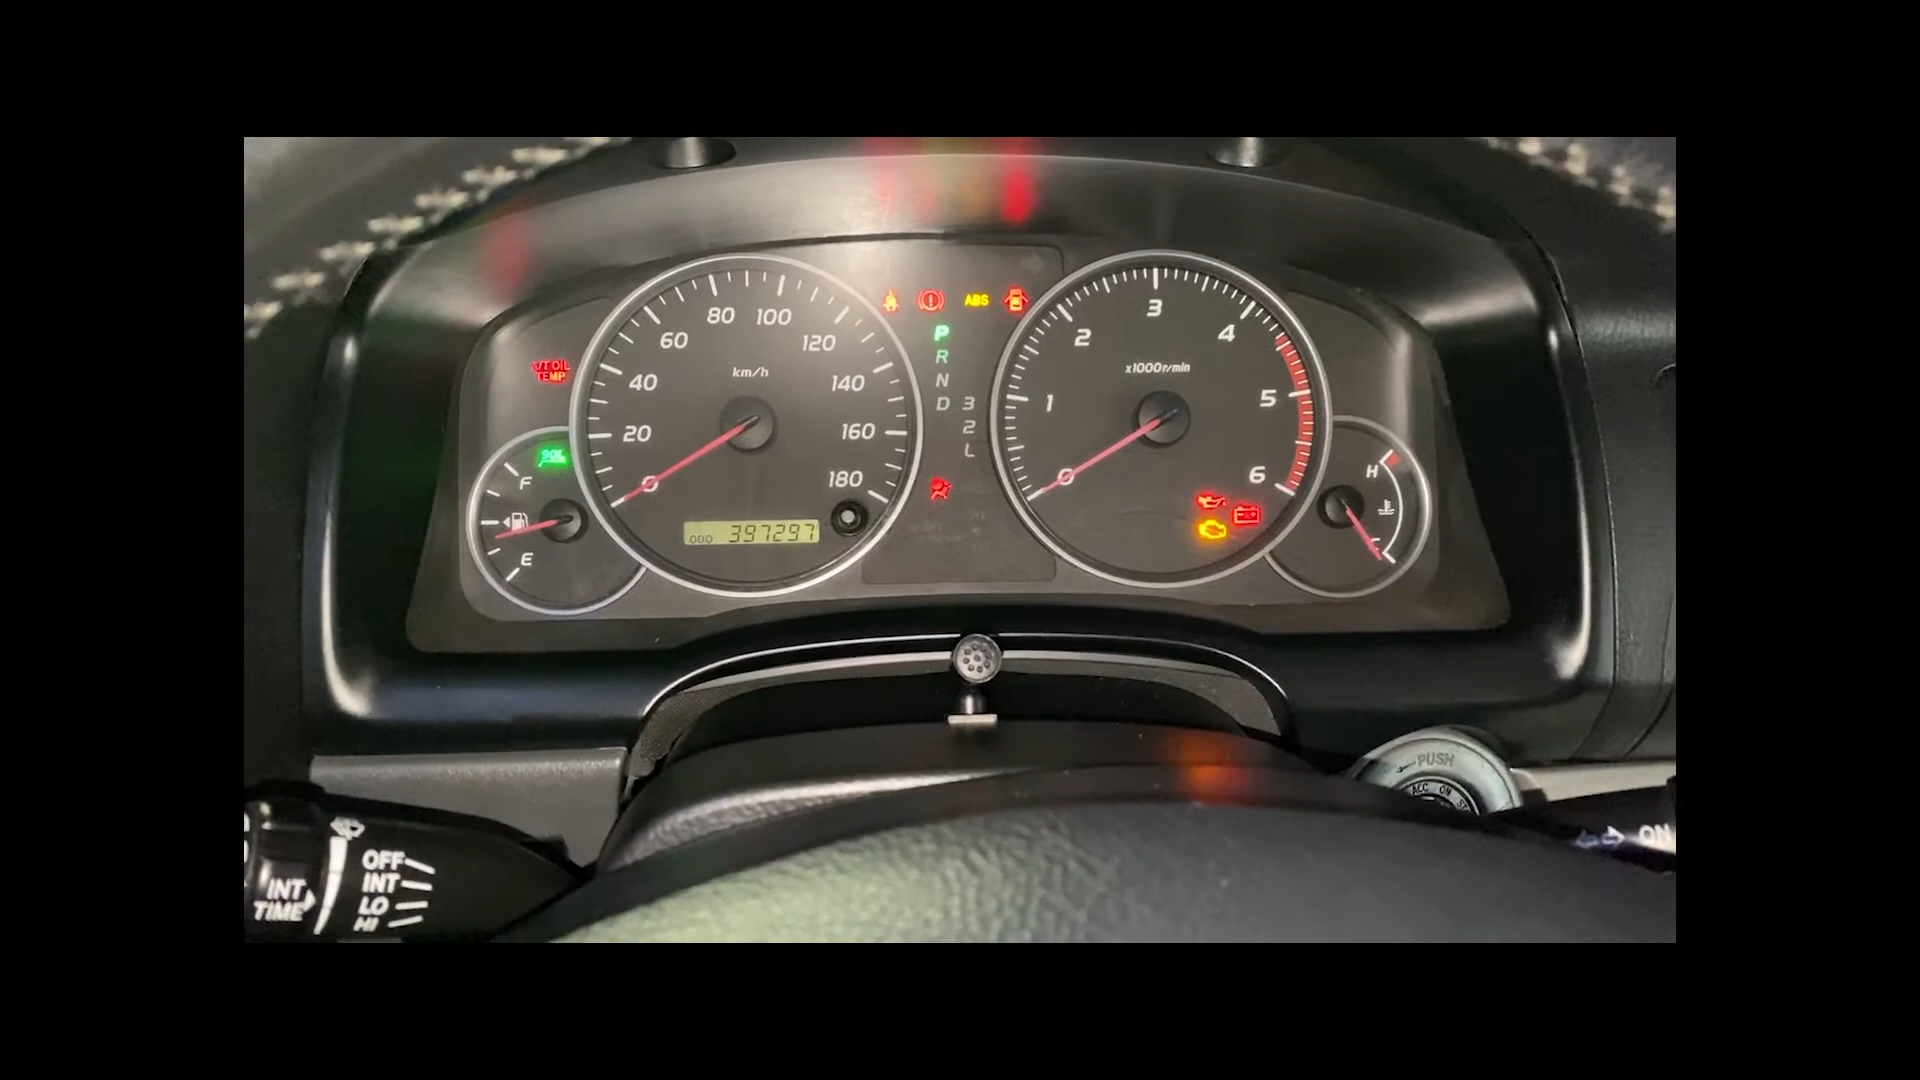 ABS
A/T OIL
TEMP
km/h
0
20
40
60
80
100
120
140
160
180
ODO 397297
P
R
N
D
3
2
L
x1000r/min
0
1
2
3
4
5
6
F
E
H
PUSH
ACC ON
ON
INT
TIME
OFF
INT
LO
HI